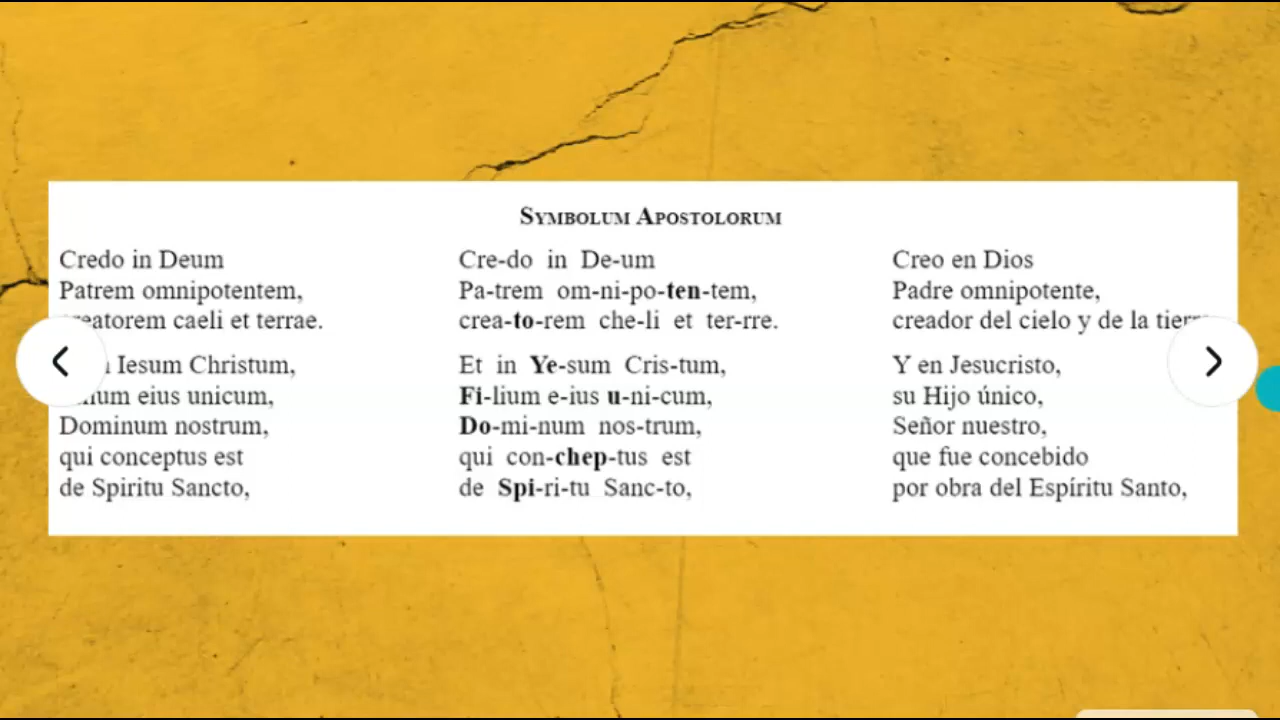 SYMBOLUM APOSTOLORUM
Credo in Deum
Patrem omnipotentem,
caeli et terrae.
Iesum Christum,
eius unicum,
Dominum nostrum,
qui conceptus est
de Spiritu Sancto,
Cre-do in De-um
Pa-trem om-ni-po-ten-tem,
crea-to-rem che-li et ter-rre.
Et in Ye-sum Cris-tum,
Fi-lium e-ius u-ni-cum,
Do-mi-num nos-trum,
qui con-chep-tus est
de Spi-ri-tu Sanc-to,
Creo en Dios
Padre omnipotente,
creador del cielo y de la
Y en Jesucristo,
su Hijo único,
Señor nuestro,
que fue concebido
por obra del Espíritu Santo,